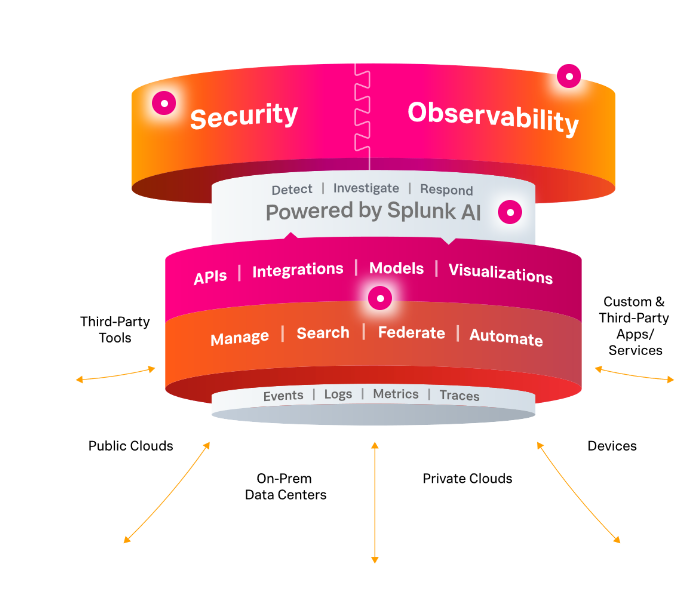 Security
Observability
Detect | Investigate | Respond
Powered by Splunk AI
APIs | Integrations | Models | Visualizations
Manage | Search | Federate | Automate
Events | Logs | Metrics | Traces
Third-Party
Tools
Custom &
Third-Party
Apps/
Services
Public Clouds
On-Prem
Data Centers
Private Clouds
Devices